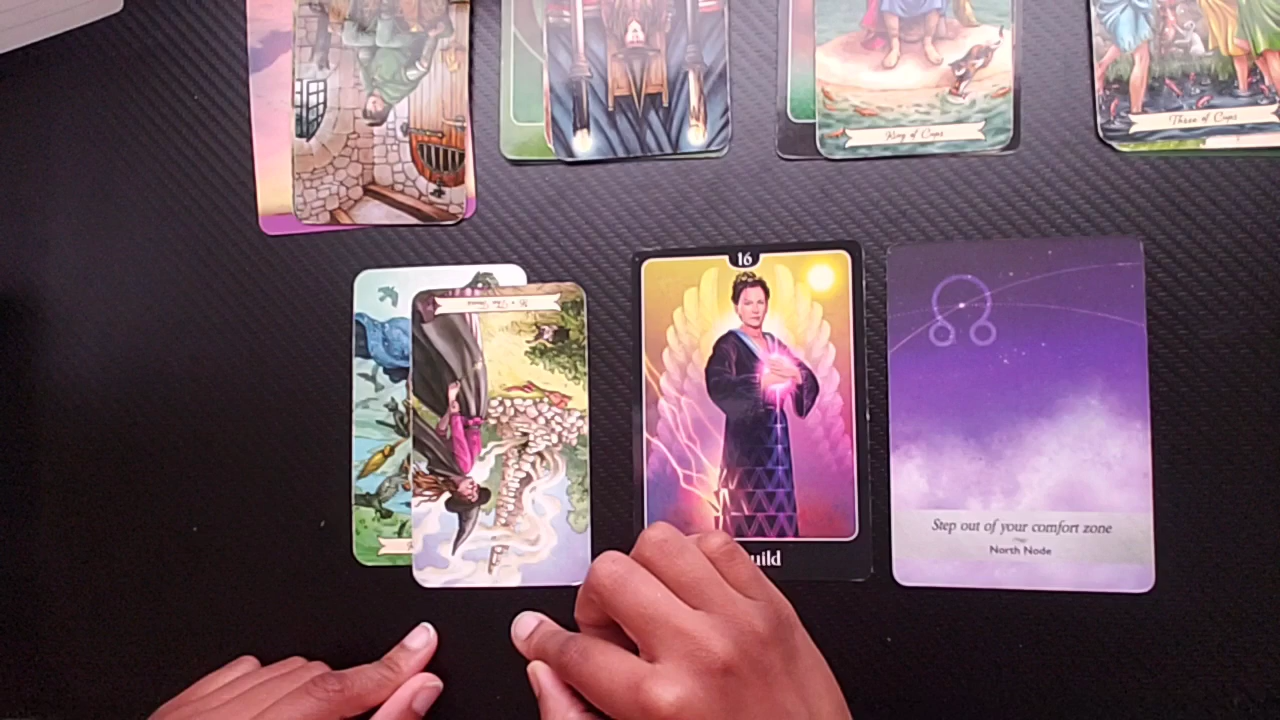 King of Cups
Three of Cups
16
uild
Step out of your comfort zone
North Node